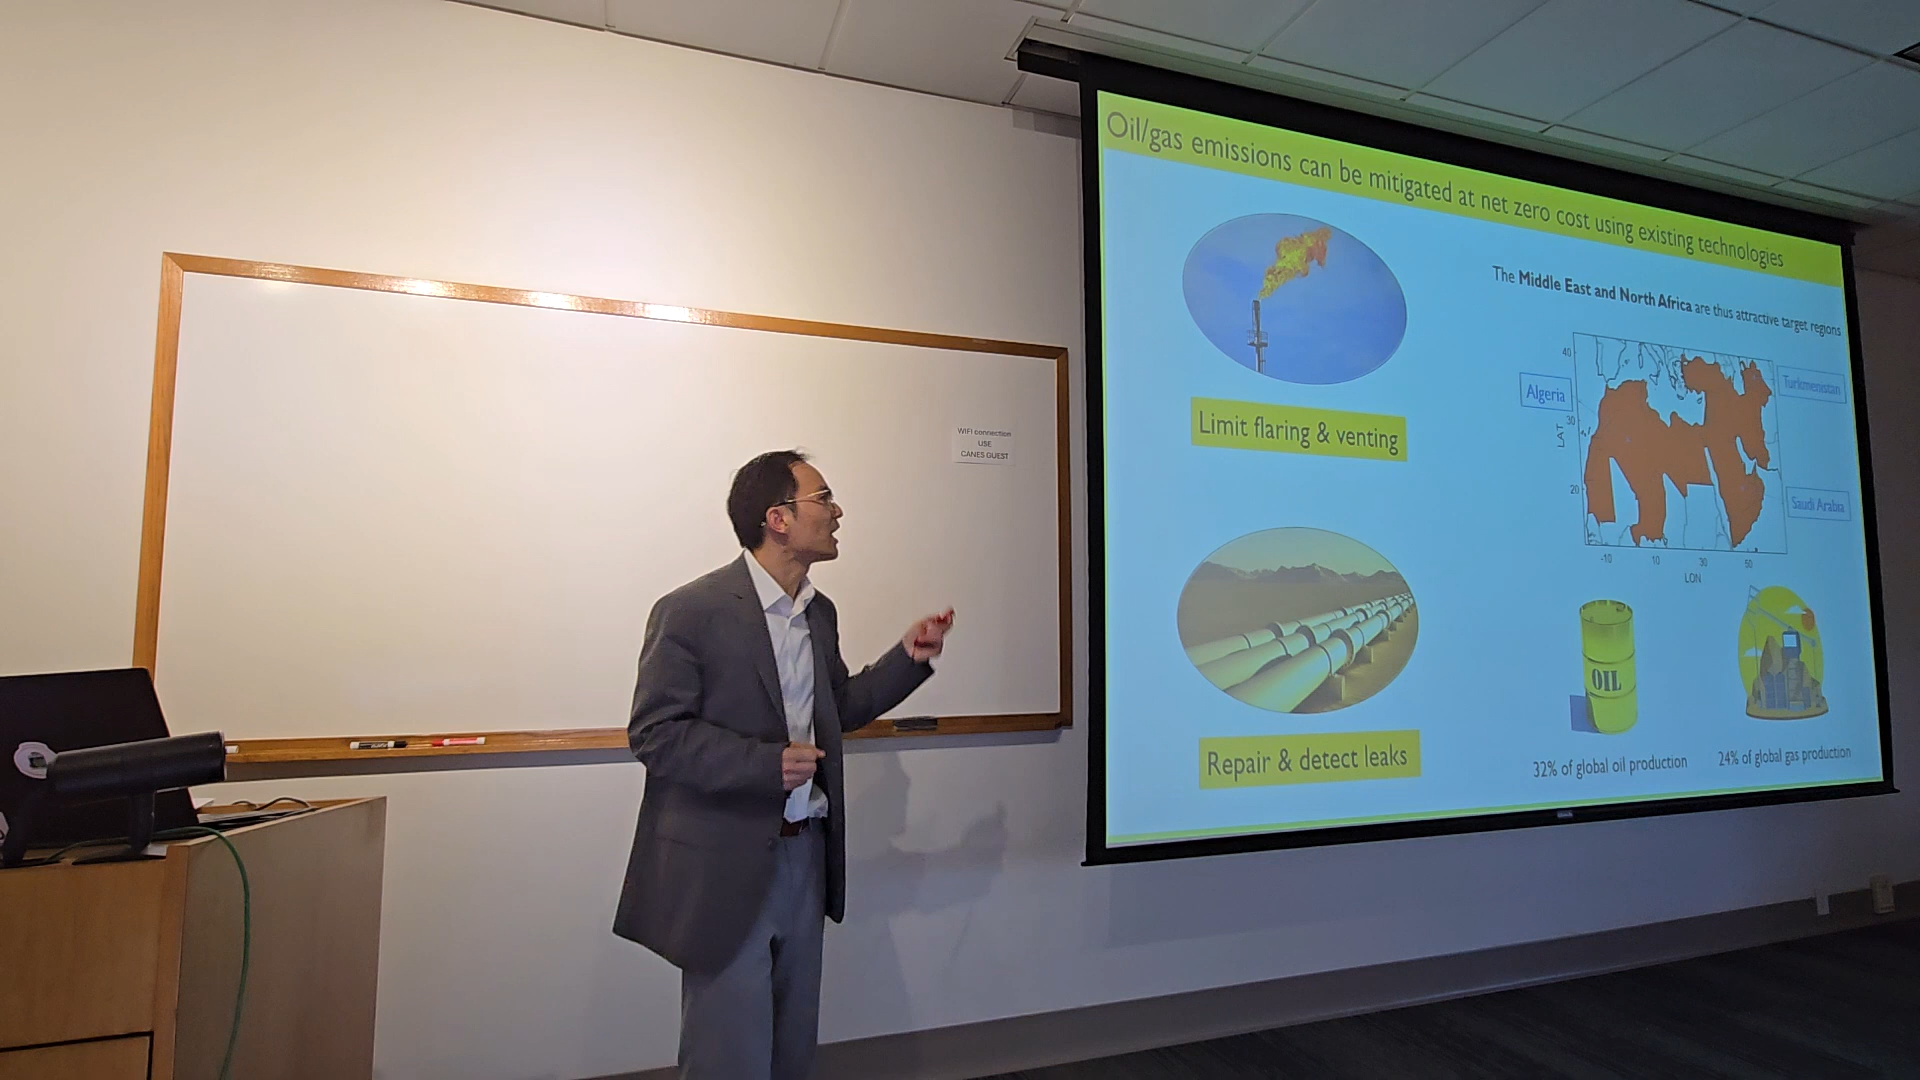 WIFI connection
USE
CANES GUEST
Oil/gas emissions can be mitigated at net zero cost using existing technologies
Limit flaring & venting
Repair & detect leaks
The Middle East and North Africa are thus attractive target regions
Algeria
Turkmenistan
Saudi Arabia
40
30
20
LAT
-10 10 30 50
LON
OIL
32% of global oil production
24% of global gas production